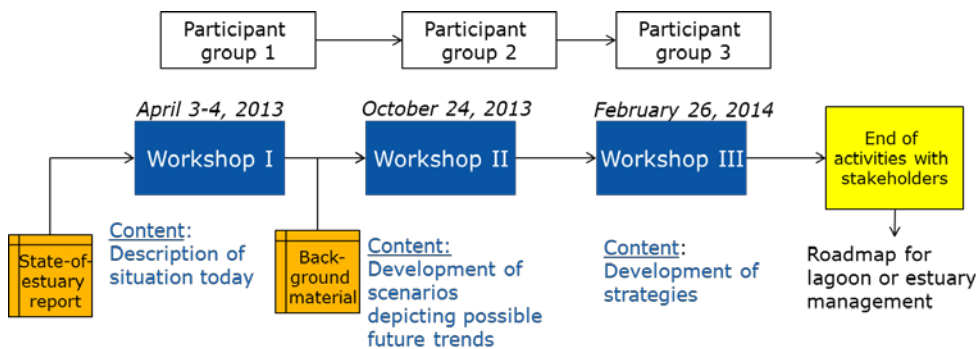 Participant
group 1
Participant
group 2
Participant
group 3
April 3-4, 2013
October 24, 2013
February 26, 2014
Workshop I
Workshop II
Workshop III
End of
activities with
stakeholders
State-of-
estuary
report
Content:
Description of
situation today
Back-
ground
material
Content:
Development of
scenarios
depicting possible
future trends
Content:
Development of
strategies
Roadmap for
lagoon or estuary
management